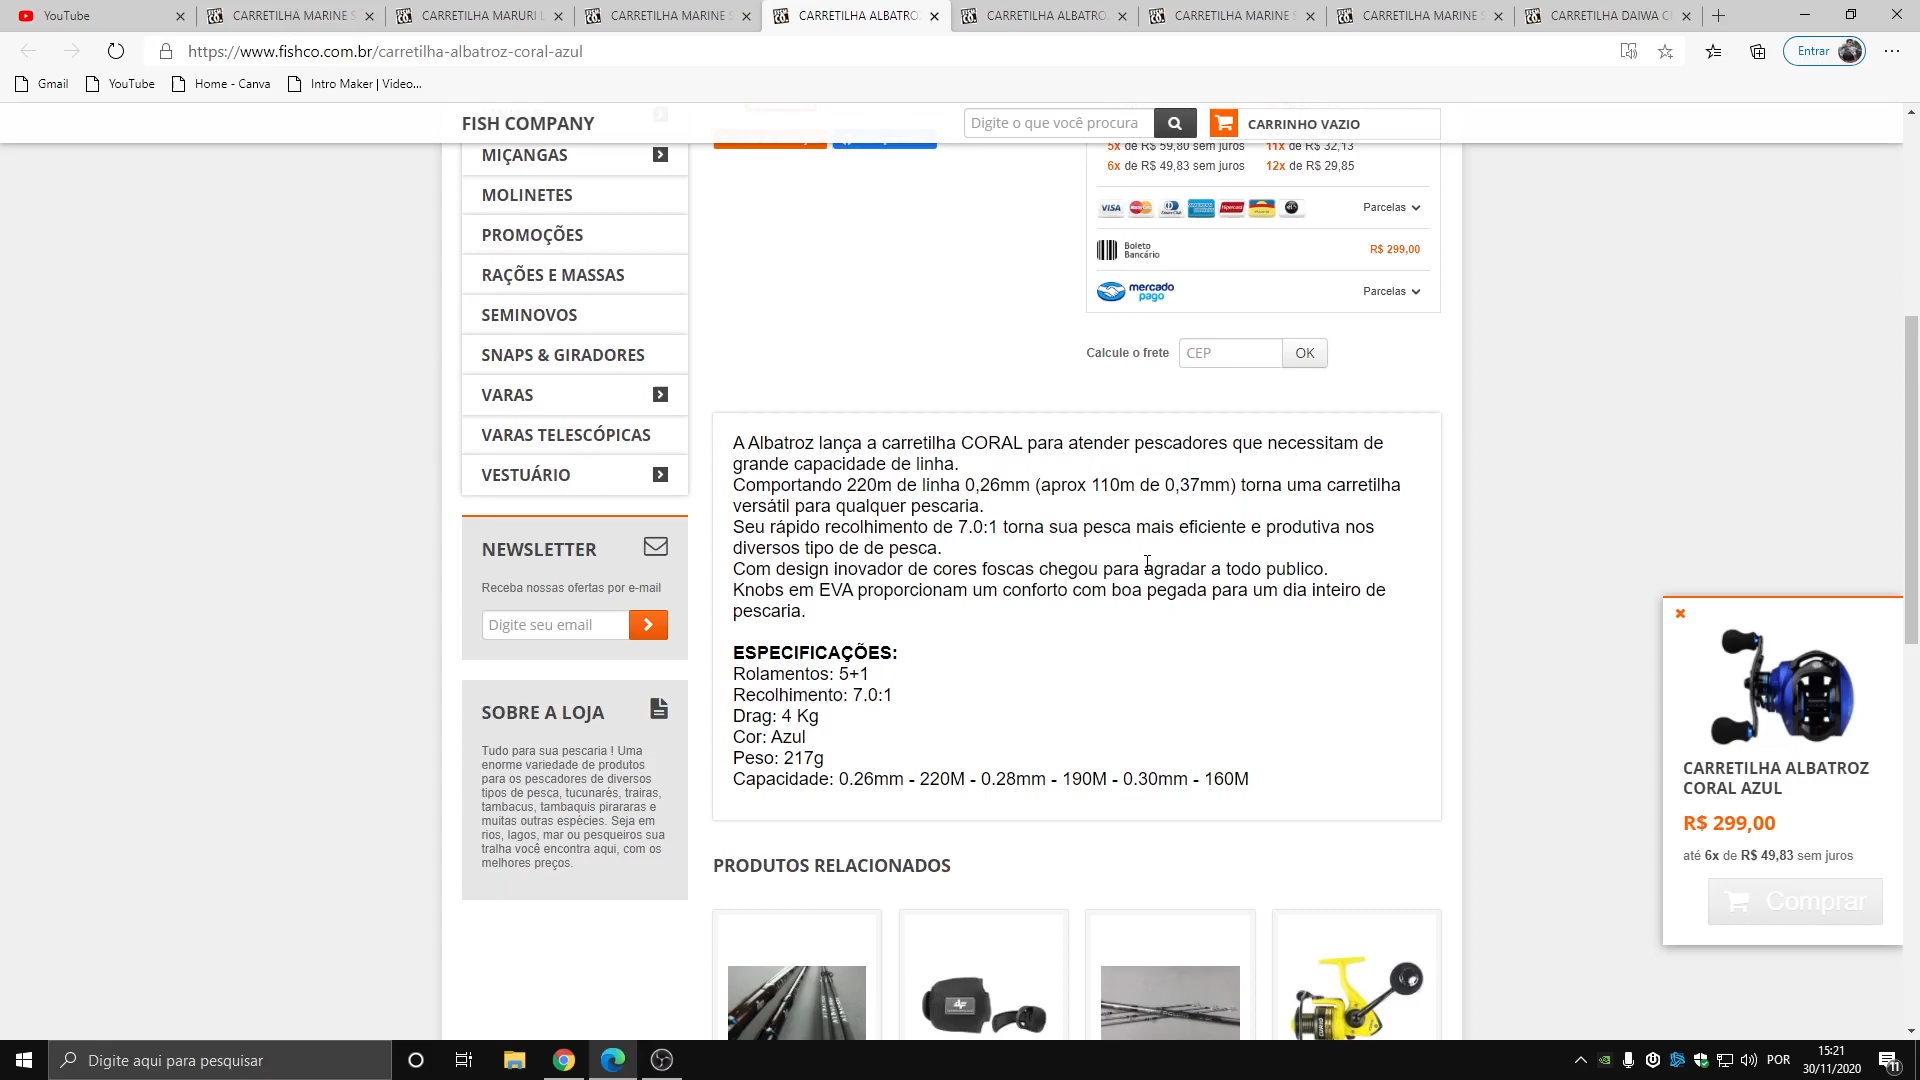 YouTube
CARRETILHA MARINE S
CARRETILHA MARURI
CARRETILHA MARINE S
CARRETILHA ALBATRO
CARRETILHA ALBATRO
CARRETILHA MARINE S
CARRETILHA MARINE S
CARRETILHA DAIWA C
https://www.fishco.com.br/carretilha-albatroz-coral-azul
Entrar
Gmail
YouTube
Home - Canva
Intro Maker | Video...
FISH COMPANY
Digite o que você procura
CARRINHO VAZIO
MIÇANGAS
MOLINETES
PROMOÇÕES
RAÇÕES E MASSAS
SEMINOVOS
SNAPS & GIRADORES
VARAS
VARAS TELESCÓPICAS
VESTUÁRIO
5x de R$ 59,80 sem juros 11x de R$ 32,13
6x de R$ 49,83 sem juros 12x de R$ 29,85
VISA
Parcelas
Boleto
Bancário
R$ 299,00
mercado
pago
Parcelas
Calcule o frete
CEP
OK
A Albatroz lança a carretilha CORAL para atender pescadores que necessitam de
grande capacidade de linha.
Comportando 220m de linha 0,26mm (aprox 110m de 0,37mm) torna uma carretilha
versátil para qualquer pescaria.
Seu rápido recolhimento de 7.0:1 torna sua pesca mais eficiente e produtiva nos
diversos tipo de de pesca.
Com design inovador de cores foscas chegou para agradar a todo publico.
Knobs em EVA proporcionam um conforto com boa pegada para um dia inteiro de
pescaria.
ESPECIFICAÇÕES:
Rolamentos: 5+1
Recolhimento: 7.0:1
Drag: 4 Kg
Cor: Azul
Peso: 217g
Capacidade: 0.26mm - 220M - 0.28mm - 190M - 0.30mm - 160M
NEWSLETTER
Receba nossas ofertas por e-mail
Digite seu email
SOBRE A LOJA
Tudo para sua pescaria ! Uma
enorme variedade de produtos
para os pescadores de diversos
tipos de pesca, tucunarés, trairas,
tambacus, tambaquis pirararas e
muitas outras espécies. Seja em
rios, lagos, mar ou pesqueiros sua
tralha você encontra aqui, com os
melhores preços.
PRODUTOS RELACIONADOS
CARRETILHA ALBATROZ
CORAL AZUL
R$ 299,00
até 6x de R$ 49,83 sem juros
Comprar
Digite aqui para pesquisar
POR
15:21
30/11/2020
11